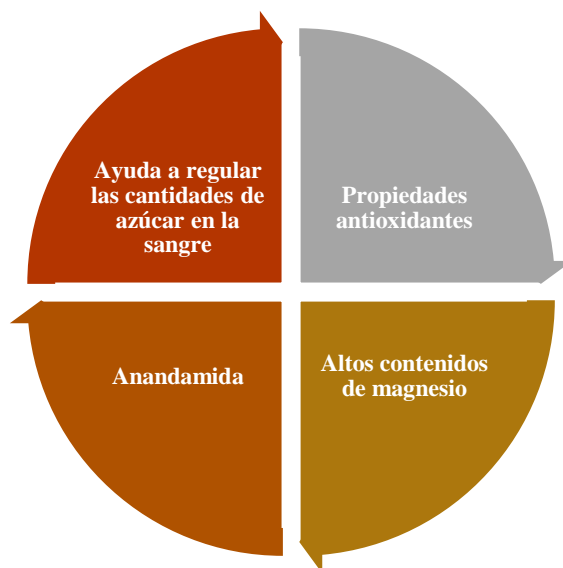 Ayuda a regular
las cantidades de
azúcar en la
sangre
Propiedades
antioxidantes
Anandamida
Altos contenidos
de magnesio